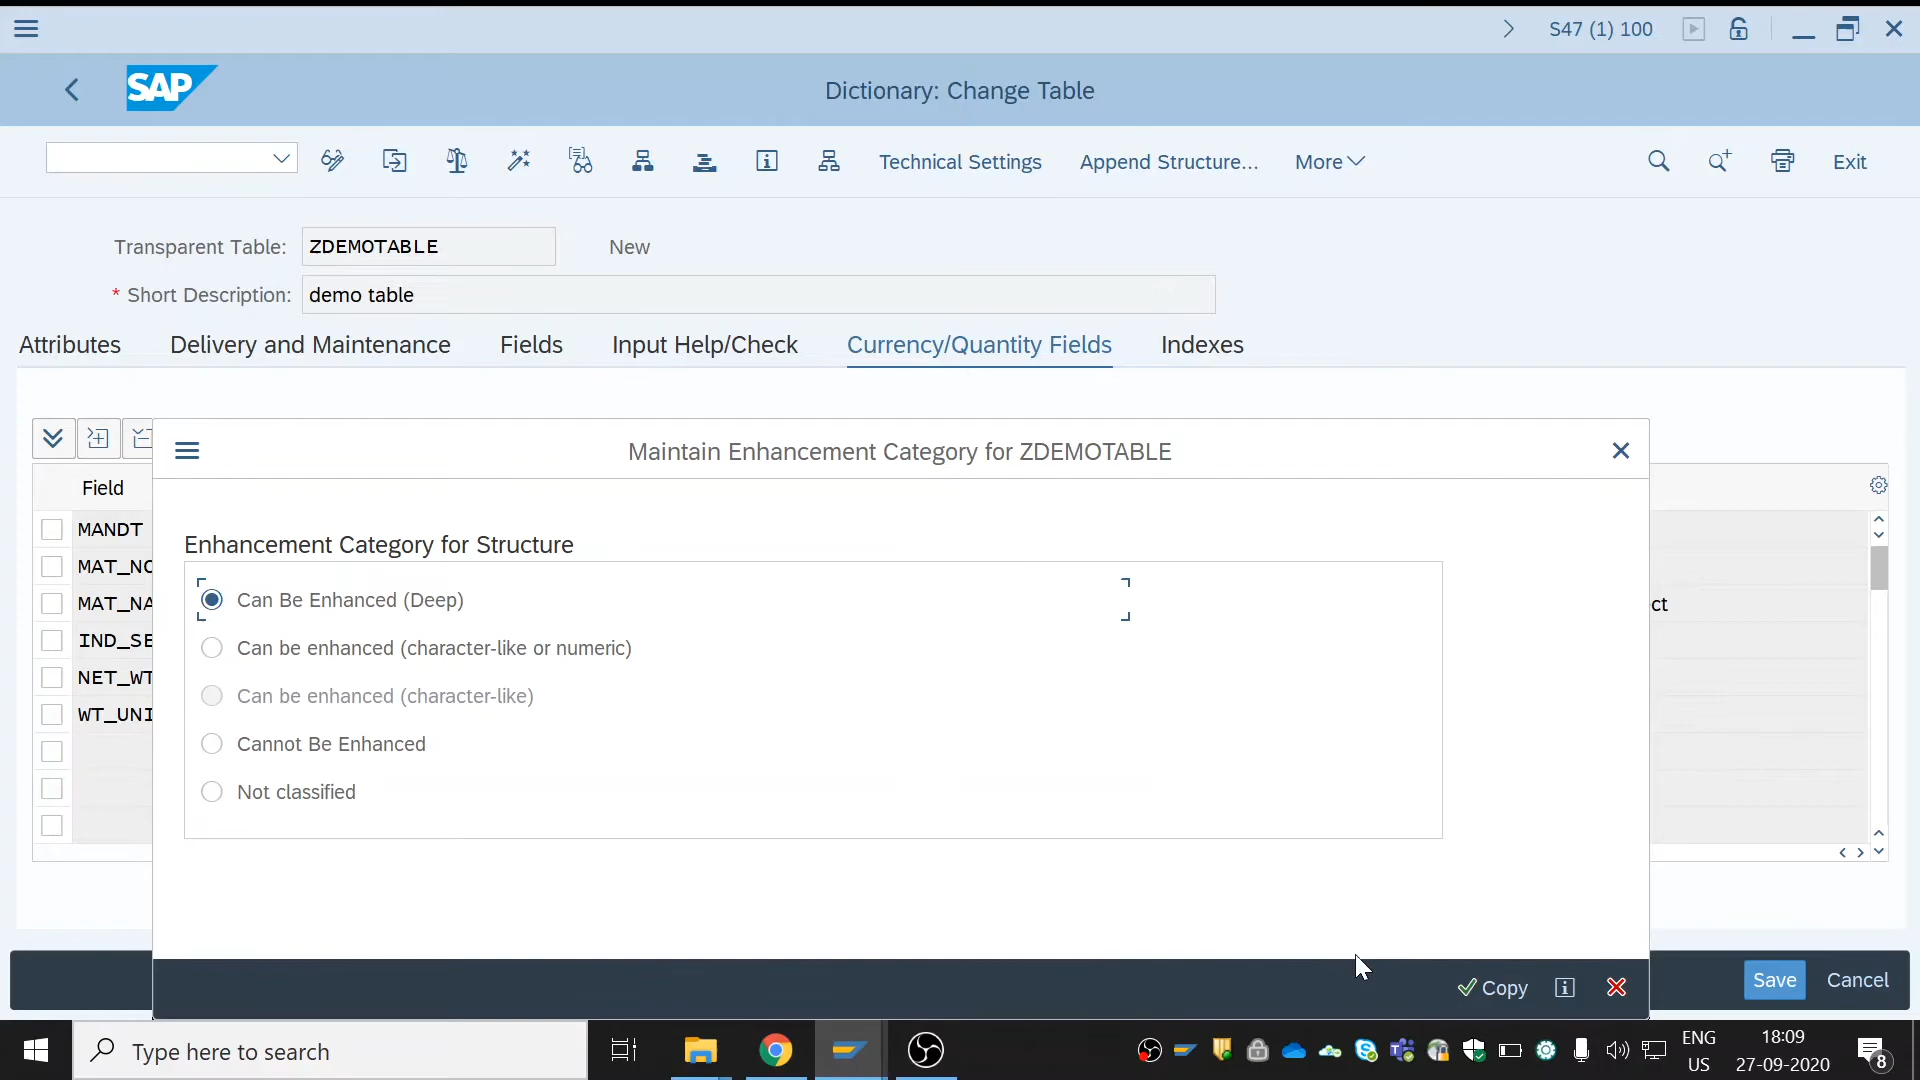 S47 (1) 100
SAP
Dictionary: Change Table
Technical Settings
Append Structure...
More
Exit
Transparent Table: ZDEMOTABLE New
* Short Description: demo table
Attributes Delivery and Maintenance Fields Input Help/Check Currency/Quantity Fields Indexes
Maintain Enhancement Category for ZDEMOTABLE
Field
MANDT
MAT_NO
MAT_NA
IND_SE
NET_WT
WT_UNI
ct
Enhancement Category for Structure
Can Be Enhanced (Deep)
Can be enhanced (character-like or numeric)
Can be enhanced (character-like)
Cannot Be Enhanced
Not classified
Copy
Save Cancel
Type here to search
ENG
US
18:09
27-09-2020
8